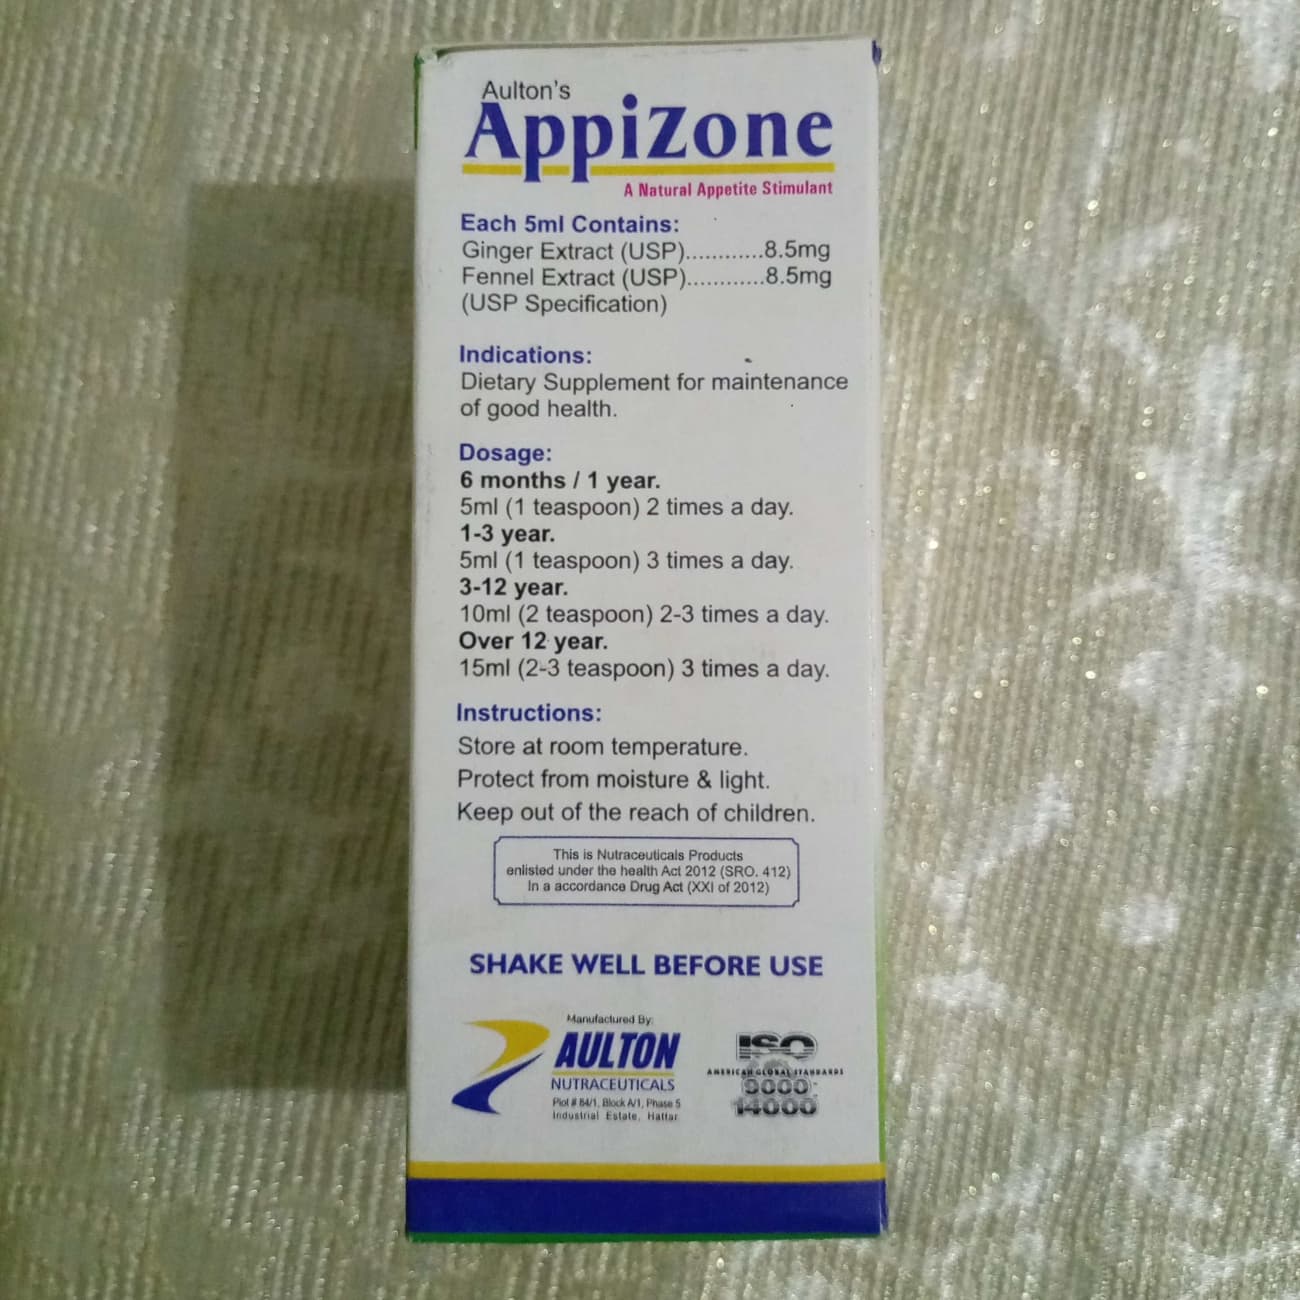 Aulton's
AppiZone
A Natural Appetite Stimulant
Each 5ml Contains:
Ginger Extract (USP)............8.5mg
Fennel Extract (USP)............8.5mg
(USP Specification)
Indications:
Dietary Supplement for maintenance
of good health.
Dosage:
6 months / 1 year.
5ml (1 teaspoon) 2 times a day.
1-3 year.
5ml (1 teaspoon) 3 times a day.
3-12 year.
10ml (2 teaspoon) 2-3 times a day.
Over 12 year.
15ml (2-3 teaspoon) 3 times a day.
Instructions:
Store at room temperature.
Protect from moisture & light.
Keep out of the reach of children.
This is Nutraceuticals Products
enlisted under the health Act 2012 (SRO. 412)
In a accordance Drug Act (XXI of 2012)
SHAKE WELL BEFORE USE
Manufactured By:
AULTON
NUTRACEUTICALS
Plot # 84/1, Block A/1, Phase 5
Industrial Estate, Hattar
ISO
AMERICAN GLOBAL STANDARDS
9000
14000